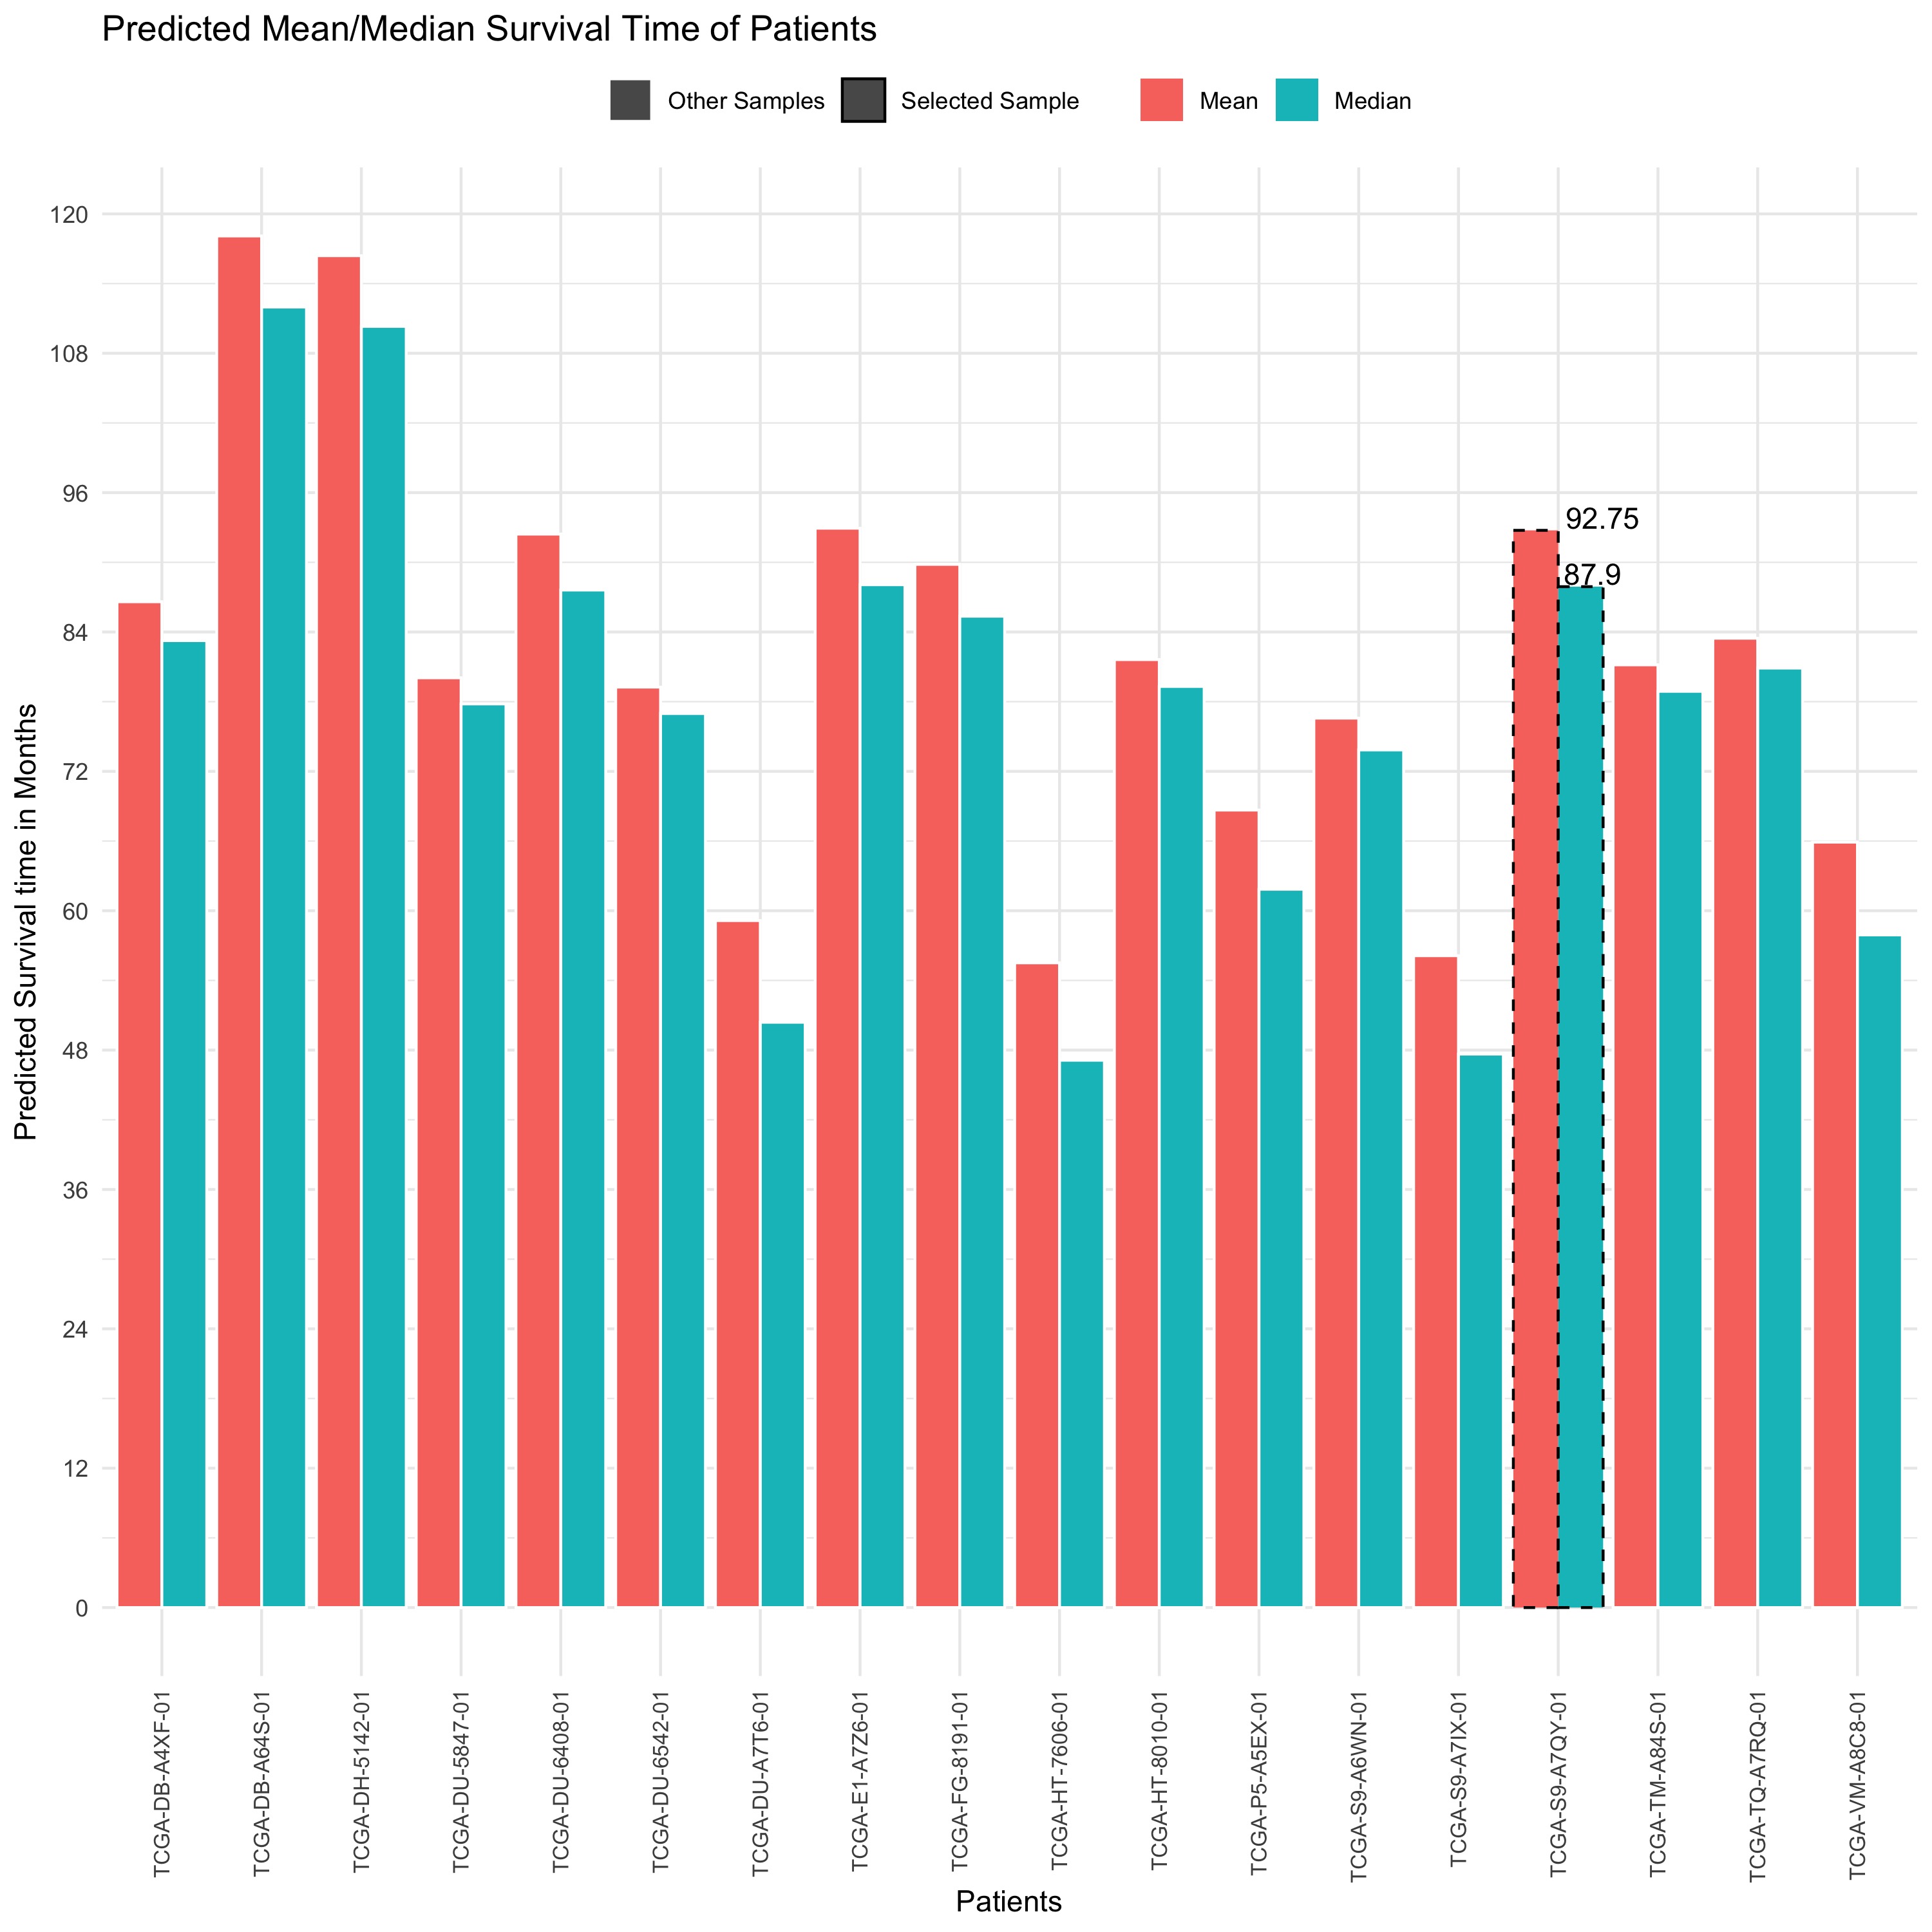 Predicted Mean/Median Survival Time of Patients
Other Samples
Selected Sample
Mean
Median
Predicted Survival time in Months
120
108
96
84
72
60
48
36
24
12
0
92.75
87.9
TCGA-DB-A4XF-01
TCGA-DB-A64S-01
TCGA-DH-5142-01
TCGA-DU-5847-01
TCGA-DU-6408-01
TCGA-DU-6542-01
TCGA-DU-A7T6-01
TCGA-E1-A7Z6-01
TCGA-FG-8191-01
TCGA-HT-7606-01
TCGA-HT-8010-01
TCGA-P5-A5EX-01
TCGA-S9-A6WN-01
TCGA-S9-A7IX-01
TCGA-S9-A7QY-01
TCGA-TM-A84S-01
TCGA-TQ-A7RQ-01
TCGA-VM-A8C8-01
Patients